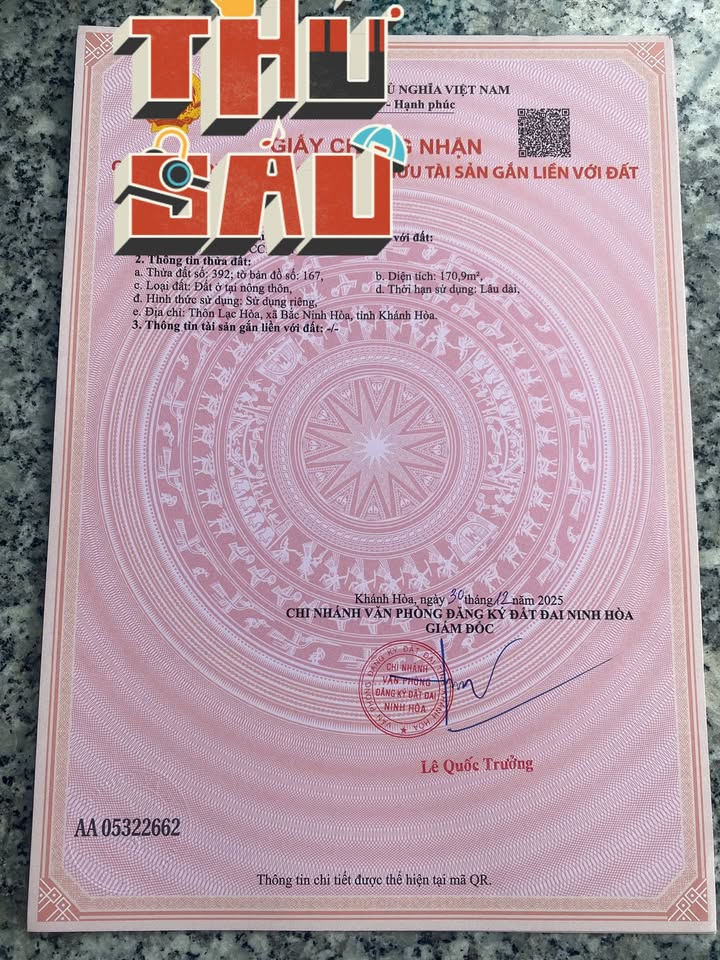 THỨ
SÁU
NGHĨA VIỆT NAM
- Hạnh phúc
GIẤY NHẬN
TÀI SẢN GẮN LIỀN VỚI ĐẤT
với đất:
2. Thông tin thửa đất:
a. Thửa đất số: 392; tờ bản đồ số: 167, b. Diện tích: 170,9m²,
c. Loại đất: Đất ở tại nông thôn, d. Thời hạn sử dụng: Lâu dài,
đ. Hình thức sử dụng: Sử dụng riêng,
e. Địa chỉ: Thôn Lạc Hòa, xã Bắc Ninh Hòa, tỉnh Khánh Hòa.
3. Thông tin tài sản gắn liền với đất: -/-
Khánh Hòa, ngày 30 tháng 12 năm 2025
CHI NHÁNH VĂN PHÒNG ĐĂNG KÝ ĐẤT ĐAI NINH HÒA
GIÁM ĐỐC
CHI NHÁNH
VĂN PHÒNG
ĐĂNG KÝ ĐẤT ĐAI
NINH HÒA
Lê Quốc Trưởng
AA 05322662
Thông tin chi tiết được thể hiện tại mã QR.